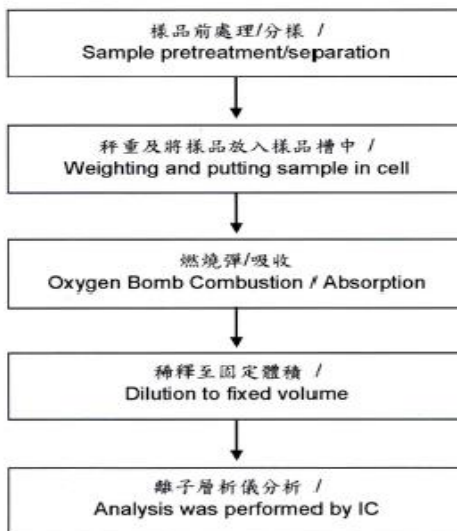 樣品前處理/分樣 /
Sample pretreatment/separation
秤重及將樣品放入樣品槽中 /
Weighting and putting sample in cell
燃燒彈/吸收
Oxygen Bomb Combustion / Absorption
稀釋至固定體積 /
Dilution to fixed volume
離子層析儀分析 /
Analysis was performed by IC